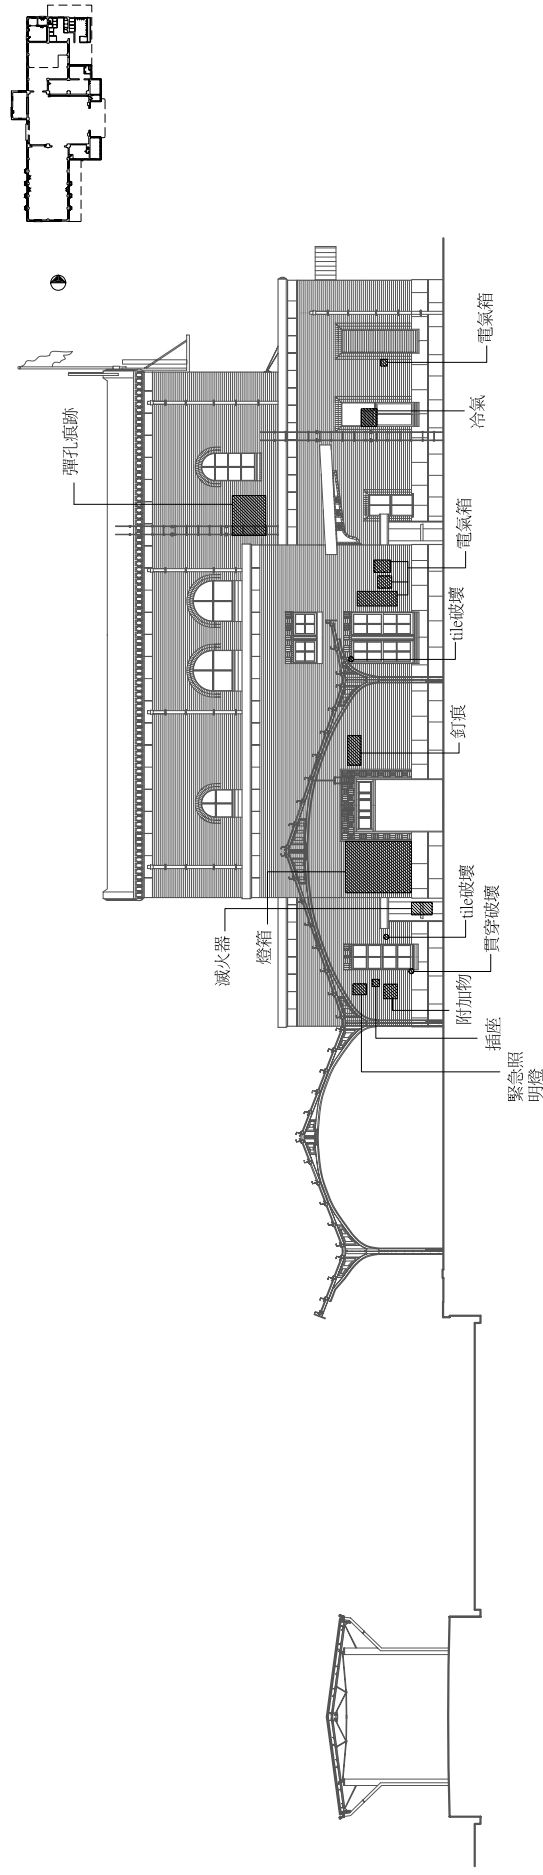 彈孔痕跡
滅火器
燈箱
緊急照
明燈
插座
附加物
貫穿破壞
tile破壞
釘痕
tile破壞
電氣箱
冷氣
電氣箱